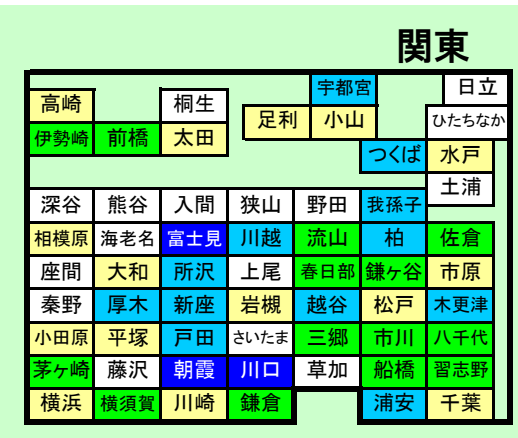 関東
宇都宮 日立
高崎 桐生 足利 小山 ひたちなか
伊勢崎 前橋 太田 つくば 水戸
土浦
深谷 熊谷 入間 狭山 野田 我孫子
相模原 海老名 富士見 川越 流山 柏 佐倉
座間 大和 所沢 上尾 春日部 鎌ヶ谷 市原
秦野 厚木 新座 岩槻 越谷 松戸 木更津
小田原 平塚 戸田 さいたま 三郷 市川 八千代
茅ヶ崎 藤沢 朝霞 川口 草加 船橋 習志野
横浜 横須賀 川崎 鎌倉 浦安 千葉